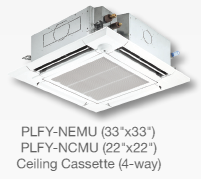 PLFY-NEMU (33"x33")
PLFY-NCMU (22"x22")
Ceiling Cassette (4-way)